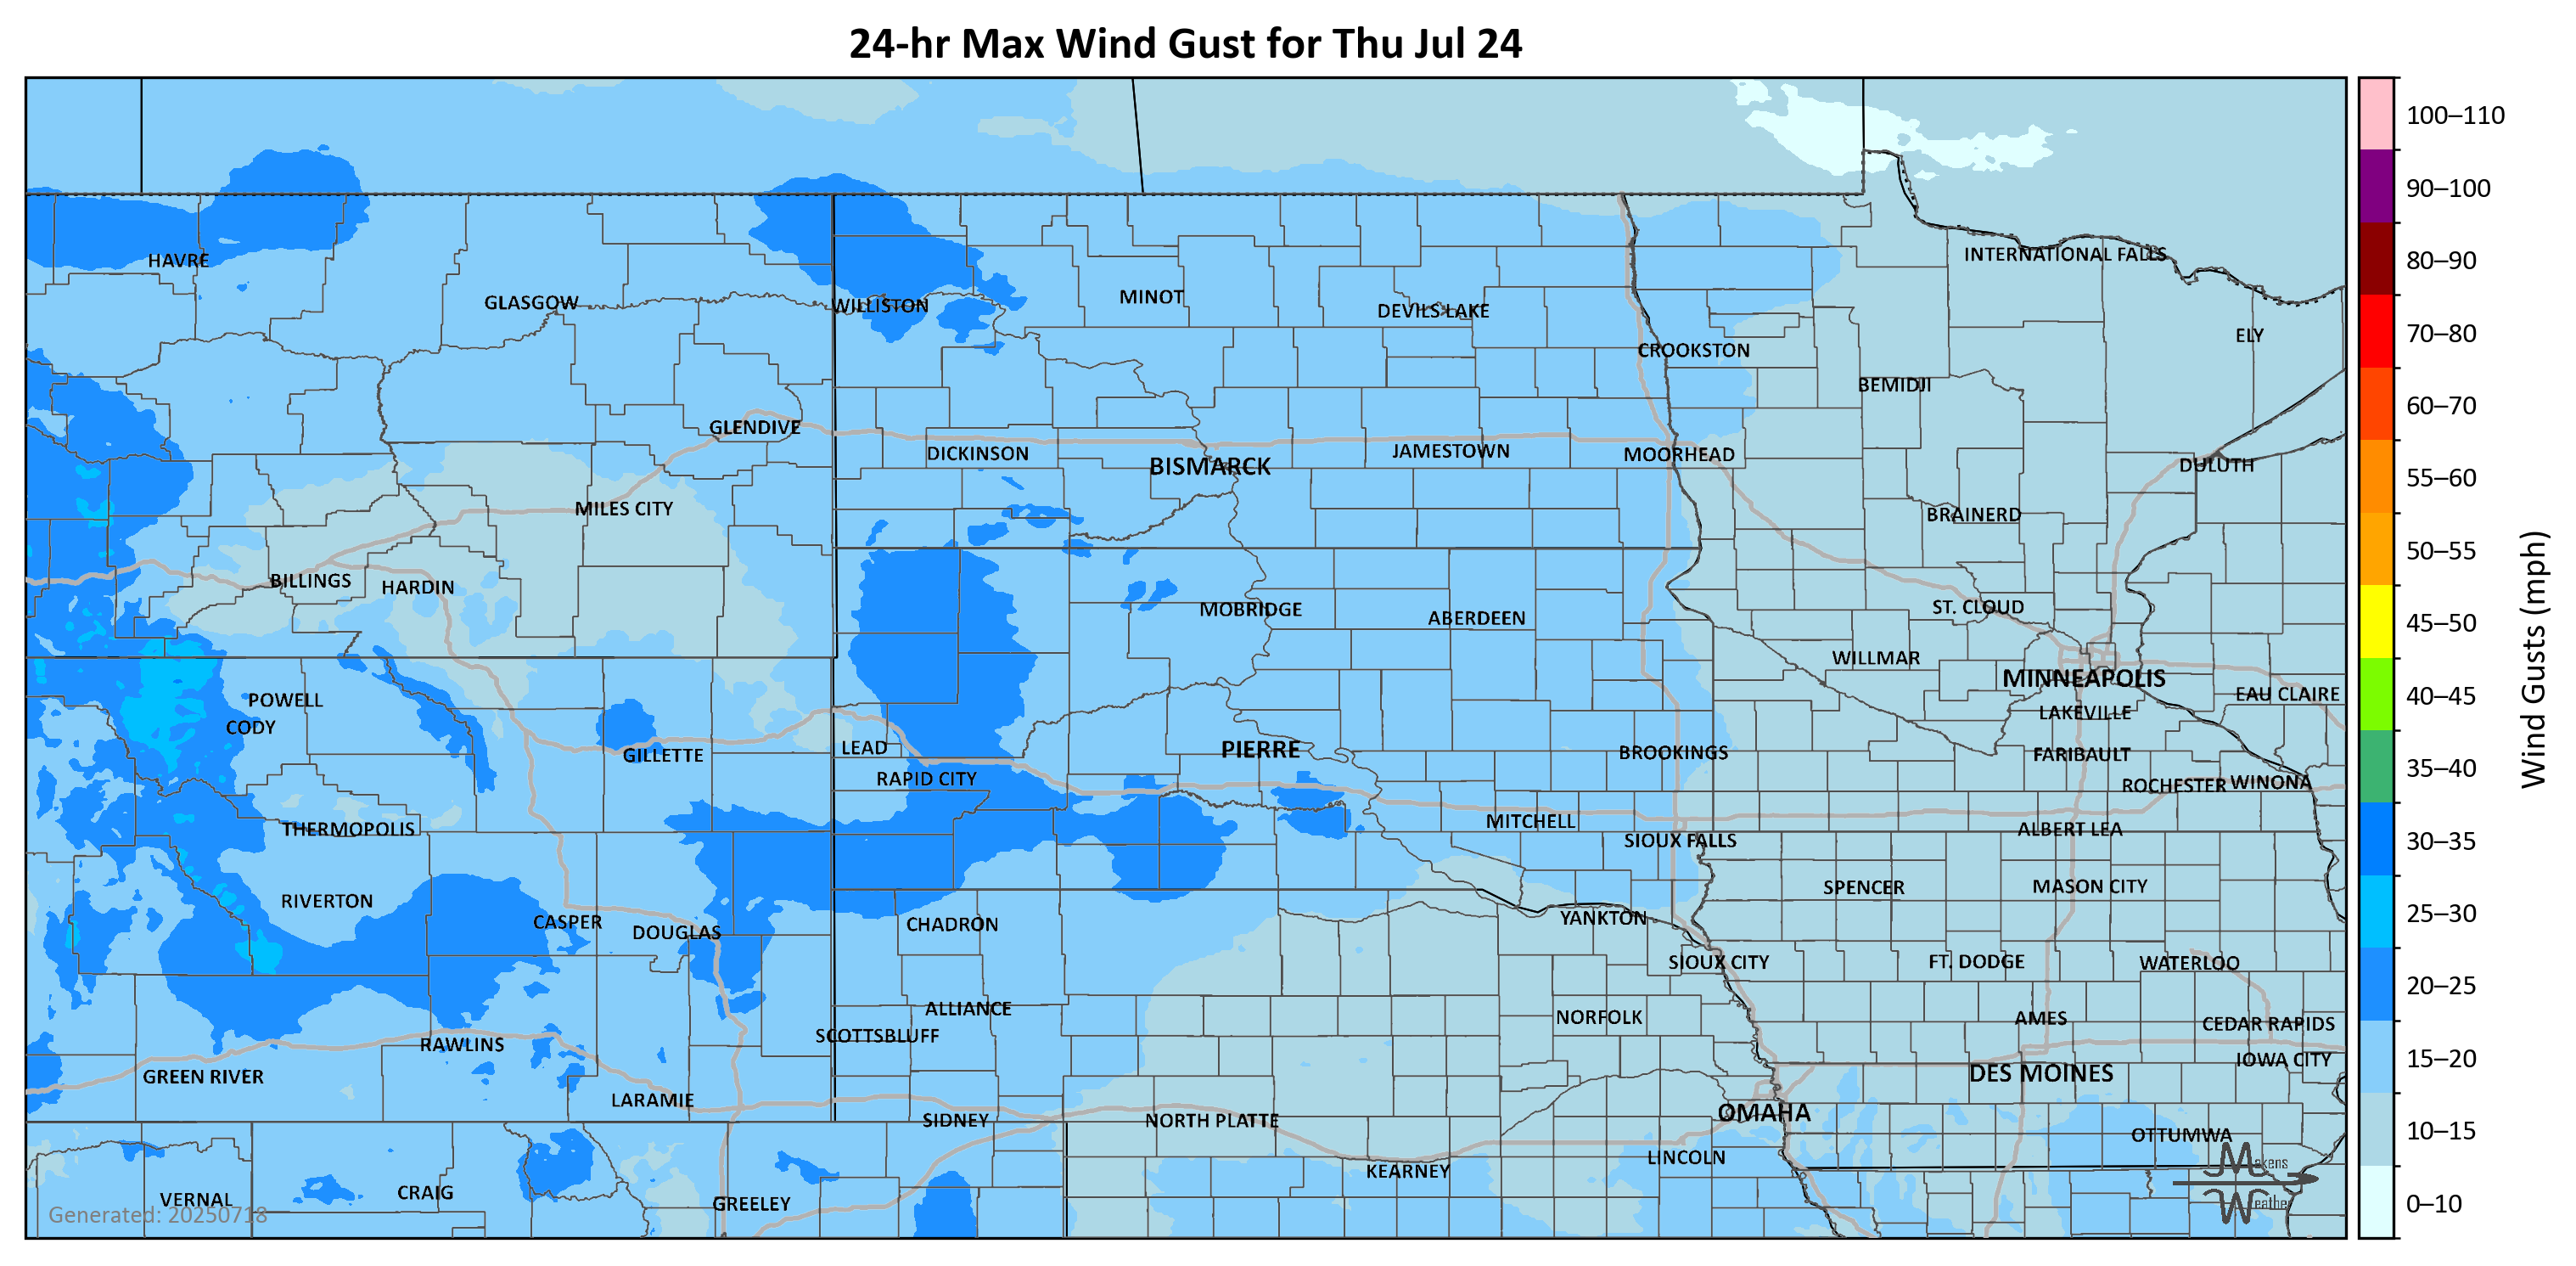 24-hr Max Wind Gust for Thu Jul 24
100–110
90–100
80–90
70–80
60–70
55–60
50–55
45–50
40–45
35–40
30–35
25–30
20–25
15–20
10–15
0–10
Wind Gusts (mph)
HAVRE
INTERNATIONAL FALLS
GLASGOW
WILLISTON
MINOT
DEVILS LAKE
ELY
CROOKSTON
BEMIDJI
GLENDIVE
DICKINSON
BISMARCK
JAMESTOWN
MOORHEAD
DULUTH
MILES CITY
BRAINERD
BILLINGS
HARDIN
MOBRIDGE
ABERDEEN
ST. CLOUD
WILLMAR
MINNEAPOLIS
EAU CLAIRE
POWELL
CODY
LAKEVILLE
GILLETTE
LEAD
PIERRE
BROOKINGS
FARIBAULT
RAPID CITY
ROCHESTER
WINONA
THERMOPOLIS
MITCHELL
ALBERT LEA
SIOUX FALLS
RIVERTON
SPENCER
MASON CITY
CASPER
DOUGLAS
CHADRON
YANKTON
SIOUX CITY
FT. DODGE
WATERLOO
ALLIANCE
NORFOLK
AMES
CEDAR RAPIDS
SCOTTSBLUFF
RAWLINS
IOWA CITY
GREEN RIVER
DES MOINES
LARAMIE
SIDNEY
NORTH PLATTE
OMAHA
OTTUMWA
LINCOLN
KEARNEY
VERNAL
CRAIG
GREELEY
Makens
Weather
Generated: 20250718